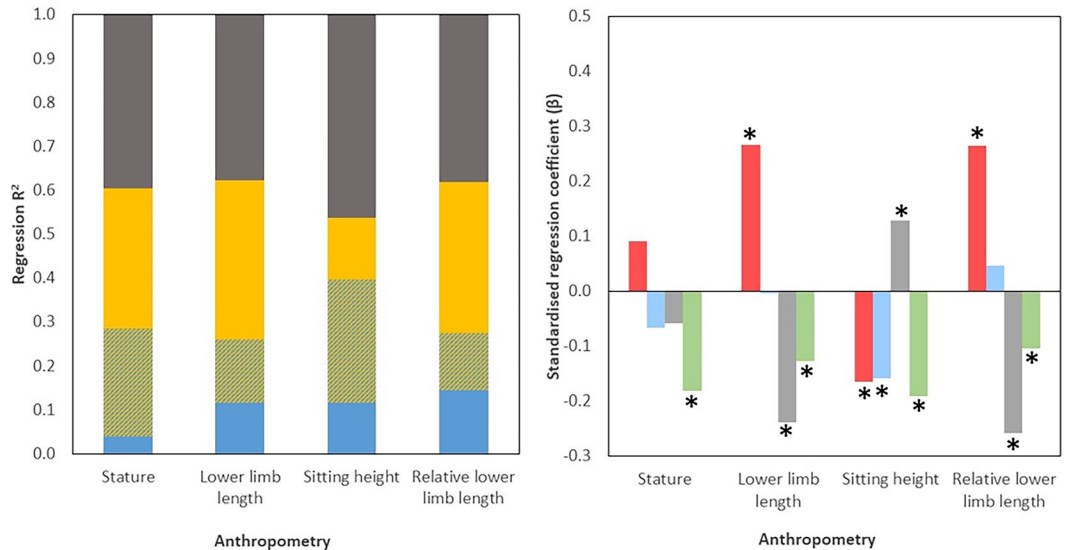 1.0
0.9
0.8
0.7
0.6
0.5
0.4
0.3
0.2
0.1
0.0
Regression R²
Stature
Lower limb
length
Sitting height
Relative lower
limb length
Anthropometry
0.5
0.4
0.3
0.2
0.1
0.0
-0.1
-0.2
-0.3
Standardised regression coefficient (β)
*
*
*
*
*
*
*
*
*
*
*
Stature
Lower limb
length
Sitting height
Relative lower
limb length
Anthropometry